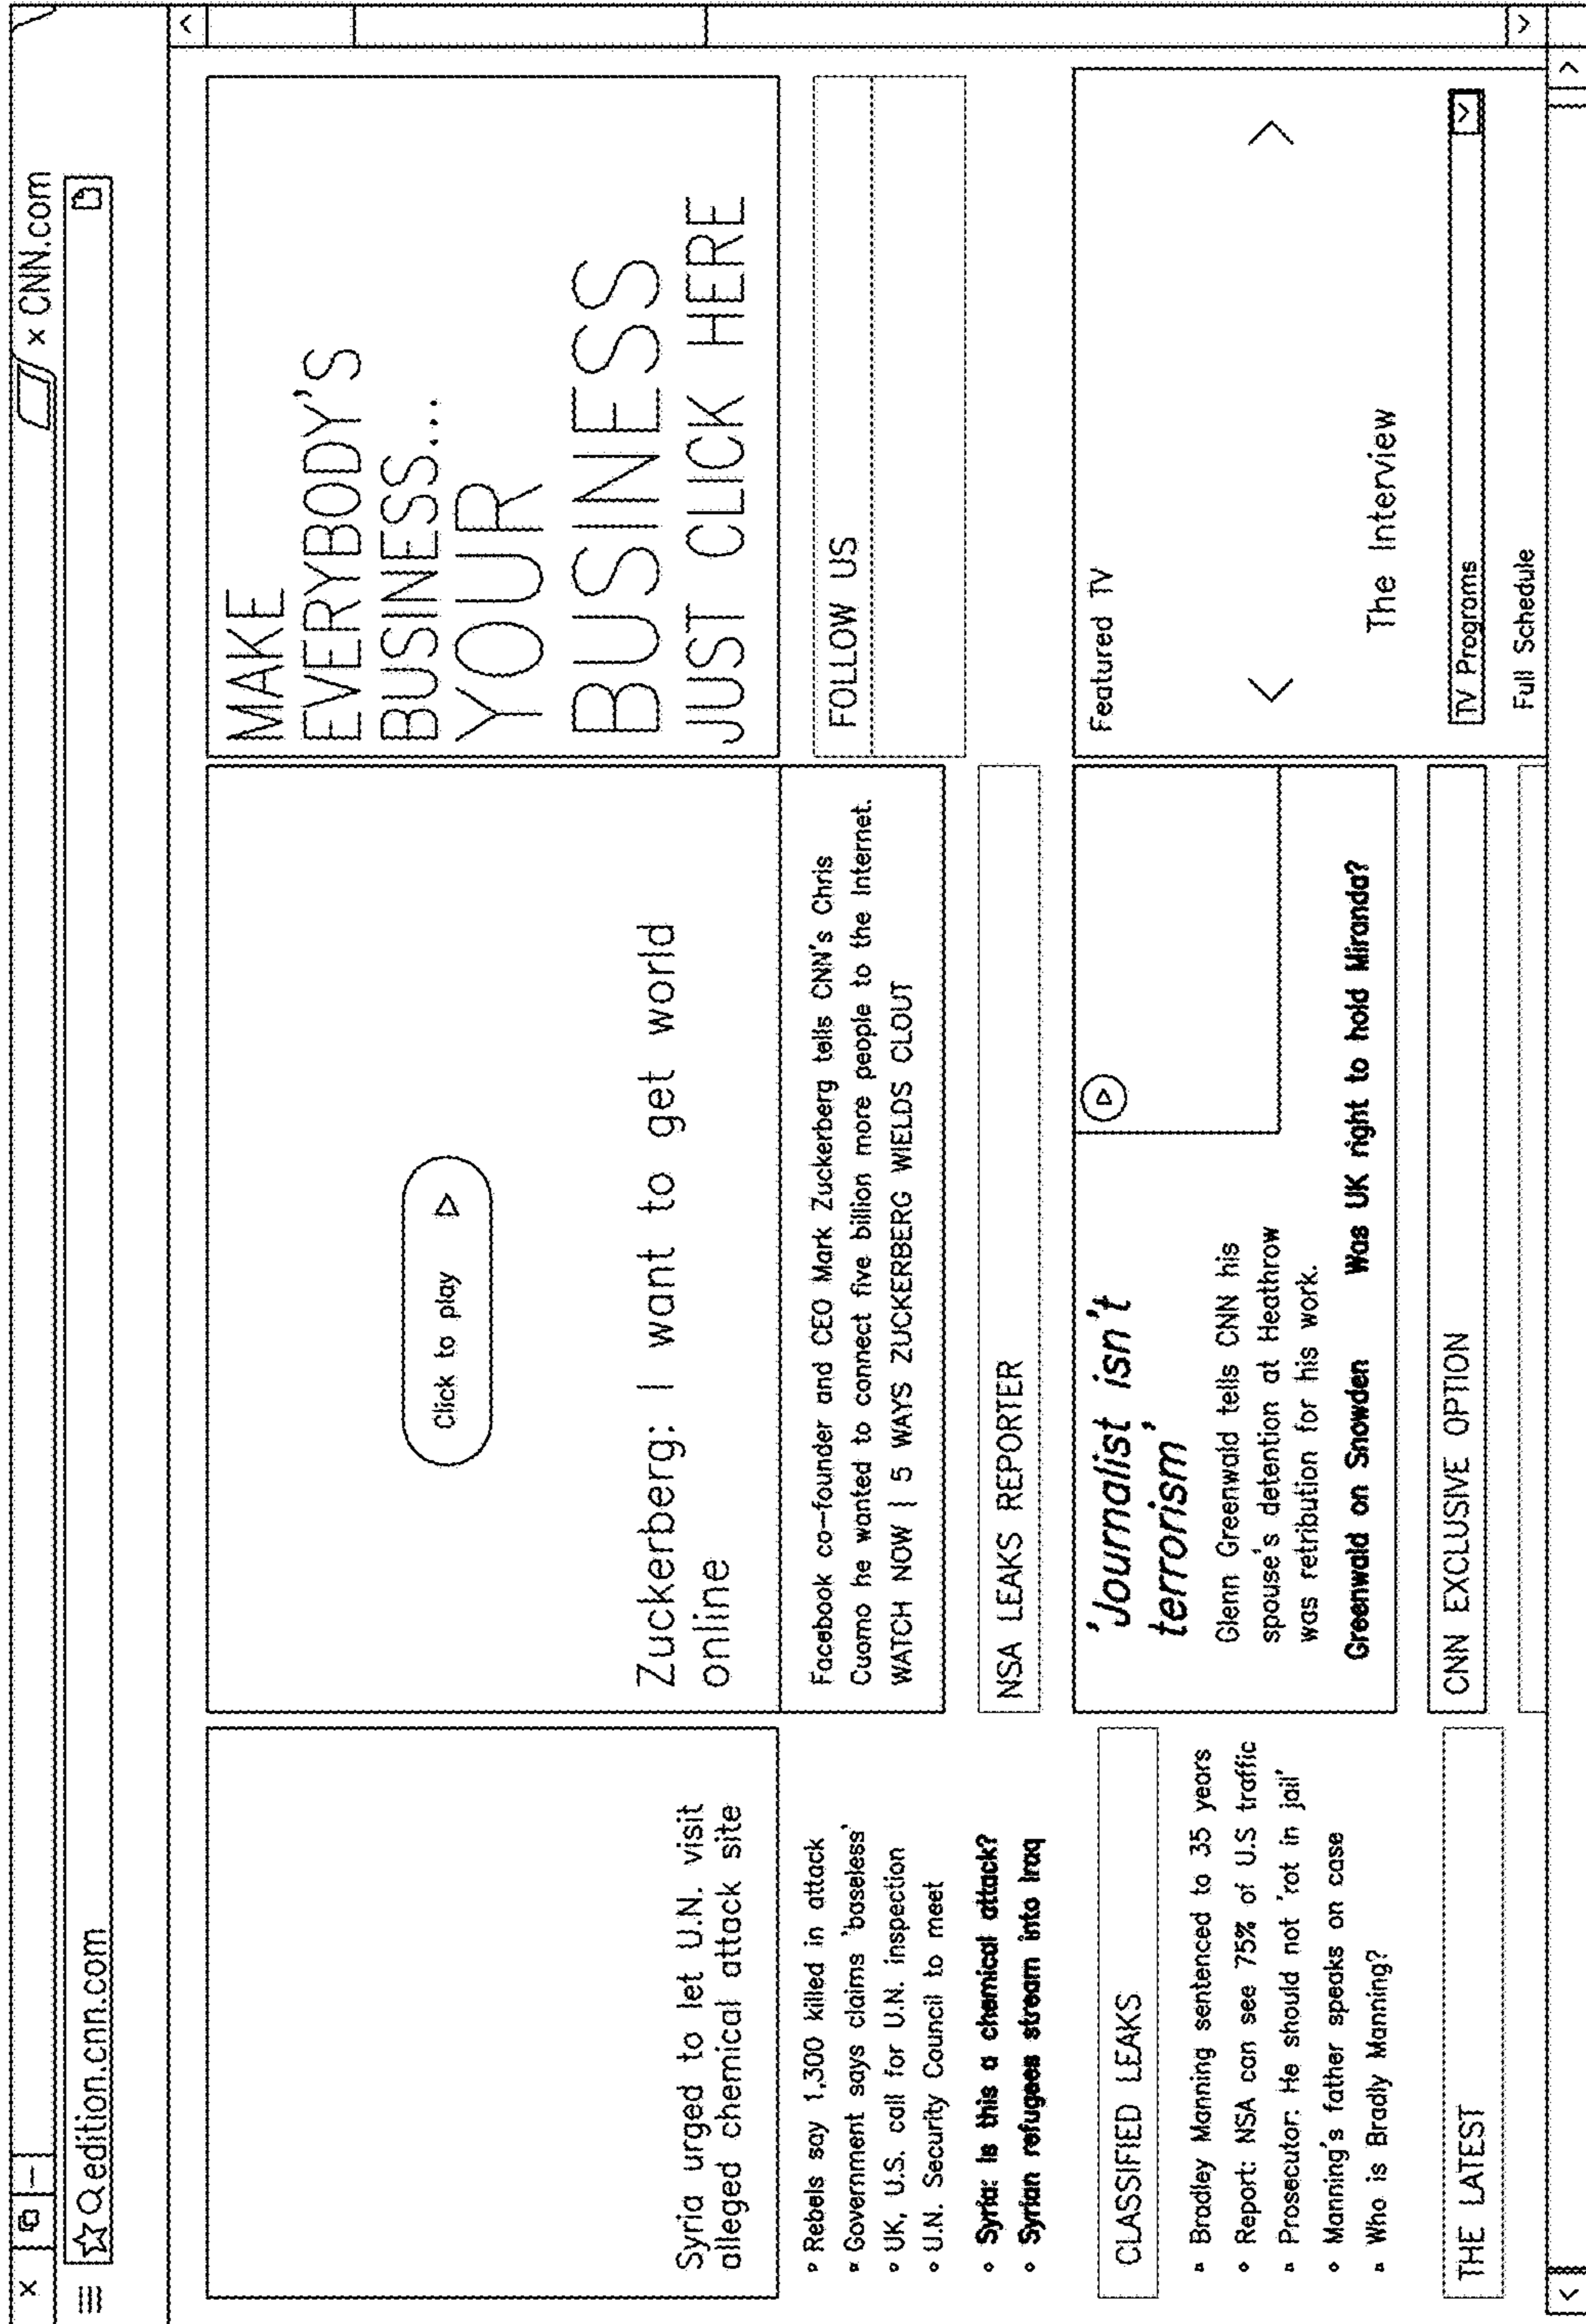 × CNN.com
edition.cnn.com
Syria urged to let U.N. visit
alleged chemical attack site
Rebels say 1,300 killed in attack
Government says claims 'baseless'
UK, U.S. call for U.N. inspection
U.N. Security Council to meet
Syria: Is this a chemical attack?
Syrian refugees stream into Iraq
CLASSIFIED LEAKS
Bradley Manning sentenced to 35 years
Report: NSA can see 75% of U.S traffic
Prosecutor: He should not 'rot in jail'
Manning's father speaks on case
Who is Bradly Manning?
THE LATEST
Click to play
Zuckerberg: I want to get world
online
Facebook co-founder and CEO Mark Zuckerberg tells CNN's Chris
Cuomo he wanted to connect five billion more people to the Internet.
WATCH NOW | 5 WAYS ZUCKERBERG WIELDS CLOUT
NSA LEAKS REPORTER
'Journalist isn't
terrorism'
Glenn Greenwald tells CNN his
spouse's detention at Heathrow
was retribution for his work.
Greenwald on Snowden Was UK right to hold Miranda?
CNN EXCLUSIVE OPTION
MAKE
EVERYBODY'S
BUSINESS...
YOUR
BUSINESS
JUST CLICK HERE
FOLLOW US
Featured TV
The Interview
TV Programs
Full Schedule